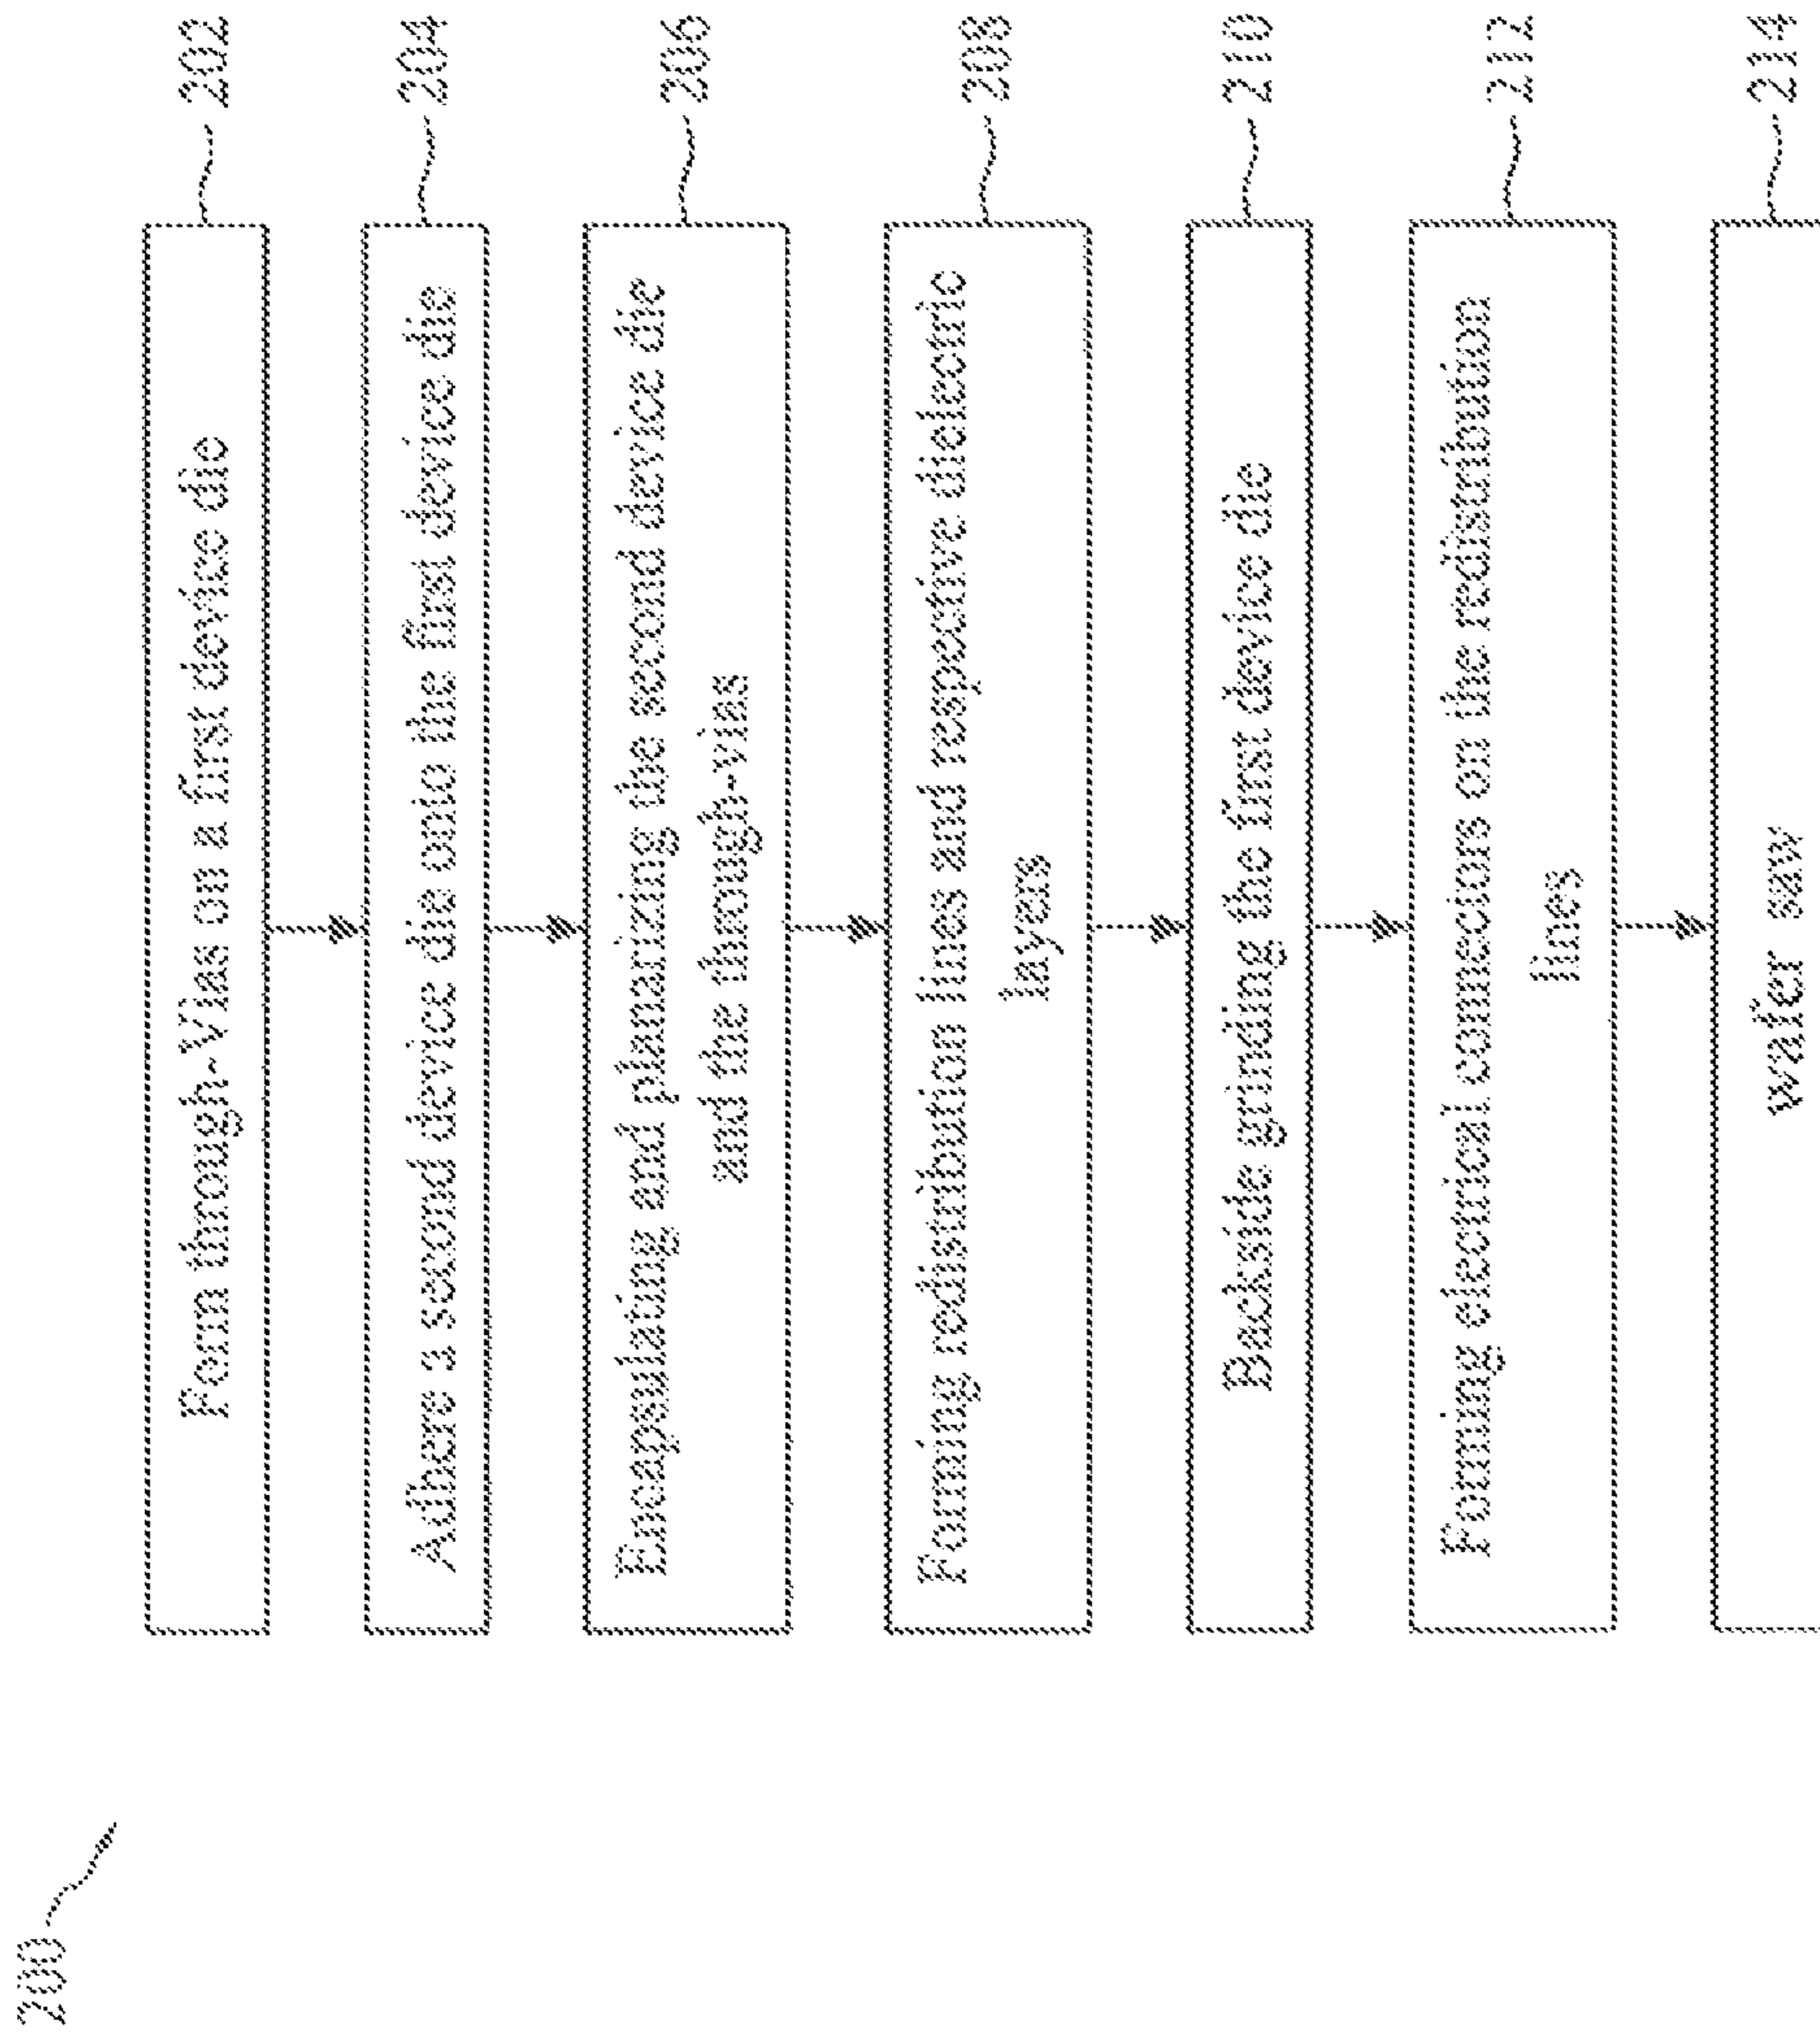 200
Form through-Vias on a first device die
202
Adhere a second device die onto the first device die
204
Encapsulating and planarizing the second device die
and the through-vias
206
Forming redistribution lines and respective dielectric
layers
208
Backside grinding the first device die
210
Forming electrical connectors on the redistribution
lines
212
wafer saw
214